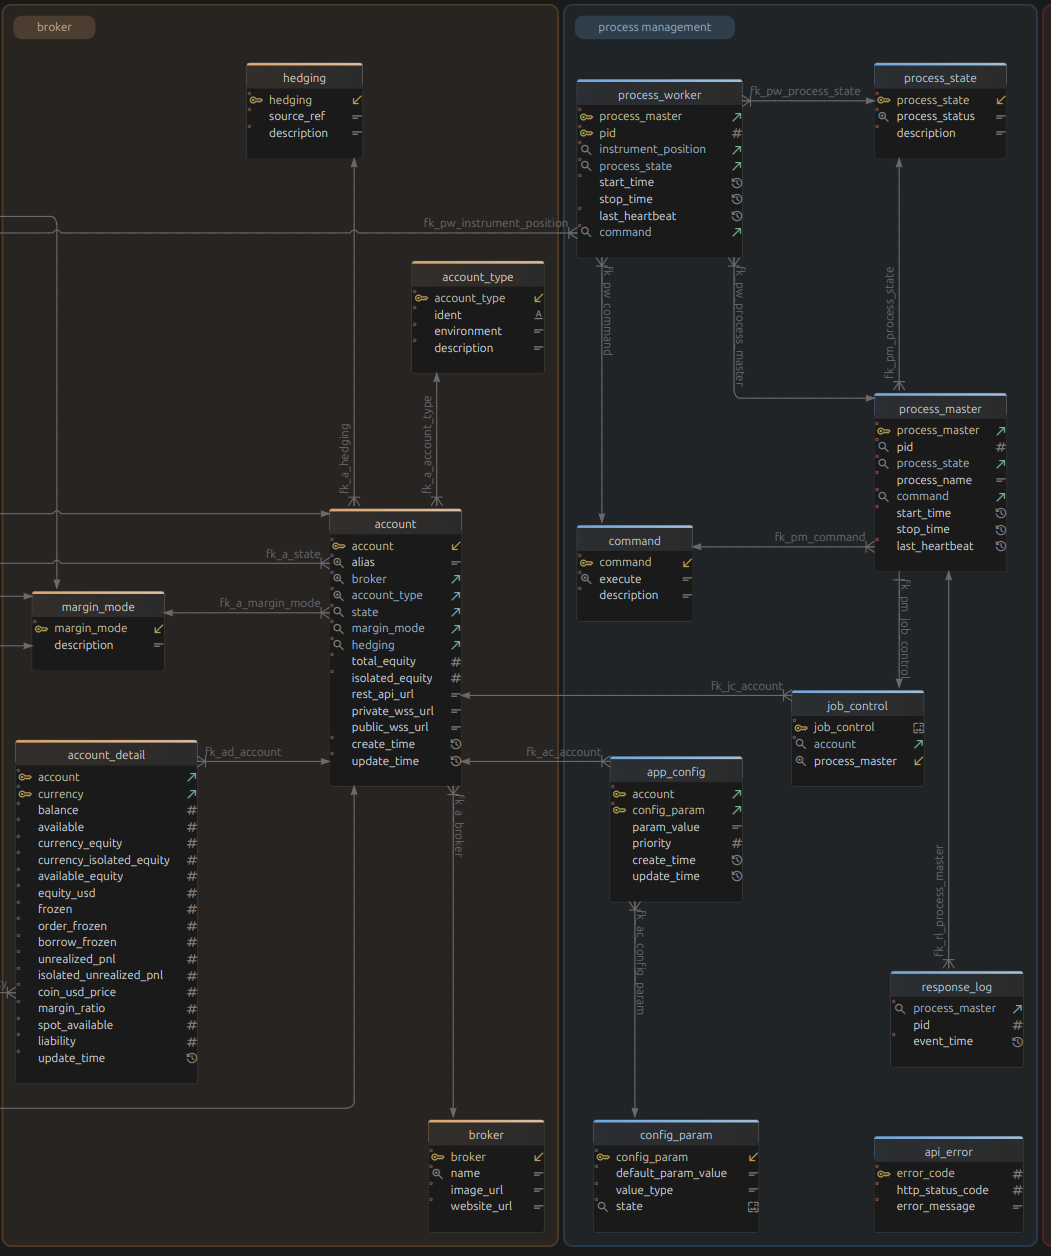 broker
hedging
hedging
source_ref
description
fk_pw_instrument_position
account_type
account_type
ident
environment
description
fk_a_hedging
fk_a_account_type
account
account
alias
broker
account_type
state
margin_mode
hedging
total_equity
isolated_equity
rest_api_url
private_wss_url
public_wss_url
create_time
update_time
fk_a_state
fk_a_margin_mode
margin_mode
margin_mode
description
account_detail
account
currency
balance
available
currency_equity
currency_isolated_equity
available_equity
equity_usd
frozen
order_frozen
borrow_frozen
unrealized_pnl
isolated_unrealized_pnl
coin_usd_price
margin_ratio
spot_available
liability
update_time
fk_ad_account
fk_a_broker
broker
broker
name
image_url
website_url
process management
process_worker
process_master
pid
instrument_position
process_state
start_time
stop_time
last_heartbeat
command
fk_pw_process_state
process_state
process_state
process_status
description
fk_pw_command
fk_pw_process_master
fk_pm_process_state
process_master
process_master
pid
process_state
process_name
command
start_time
stop_time
last_heartbeat
command
command
execute
description
fk_pm_command
fk_pm_job_control
fk_jc_account
job_control
job_control
account
process_master
fk_ac_account
app_config
account
config_param
param_value
priority
create_time
update_time
fk_ac_config_param
fk_rl_process_master
response_log
process_master
pid
event_time
config_param
config_param
default_param_value
value_type
state
api_error
error_code
http_status_code
error_message